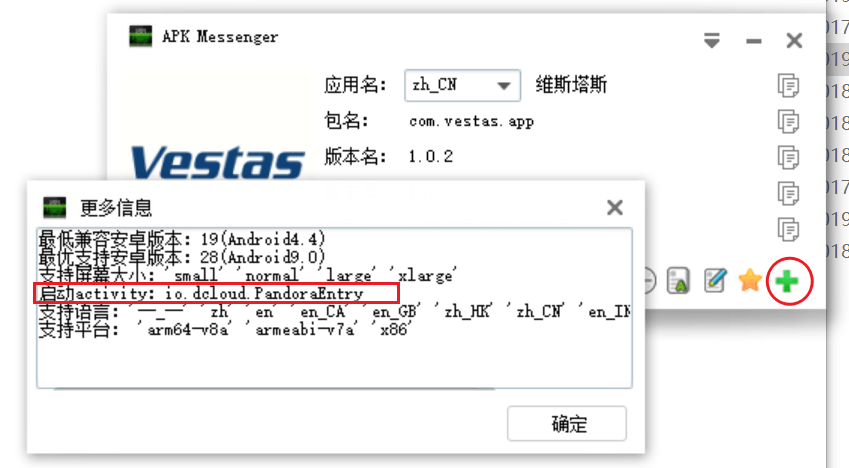 APK Messenger
017
019
应用名: zh_CN 维斯塔斯
018
包名: com.vestas.app
018
Vestas
版本名: 1.0.2
018
更多信息
017
最低兼容安卓版本: 19(Android4.4)
019
最优支持安卓版本: 28(Android9.0)
018
支持屏幕大小: 'small' 'normal' 'large' 'xlarge'
启动activity: io.dcloud.PandoraEntry
支持语言: '--_--' 'zh' 'en' 'en_CA' 'en_GB' 'zh_HK' 'zh_CN' 'en_IN
支持平台: 'arm64-v8a' 'armeabi-v7a' 'x86'
确定